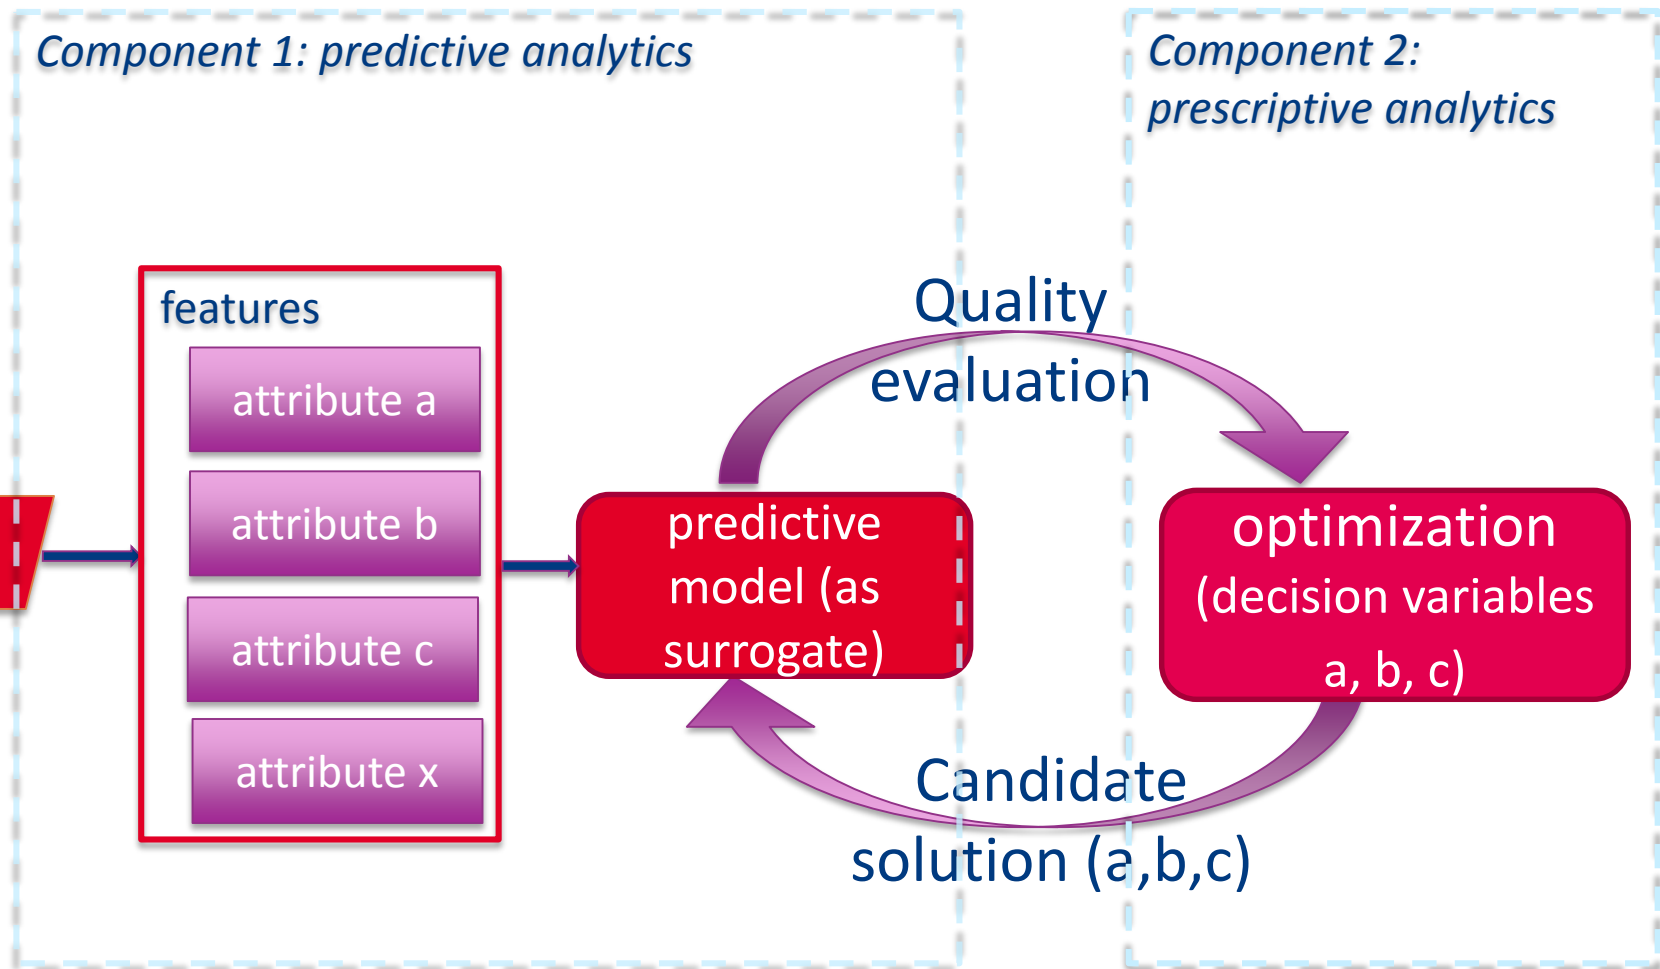 Component 1: predictive analytics
Component 2:
prescriptive analytics
features
attribute a
attribute b
attribute c
attribute x
predictive
model (as
surrogate)
Quality
evaluation
optimization
(decision variables
a, b, c)
Candidate
solution (a,b,c)